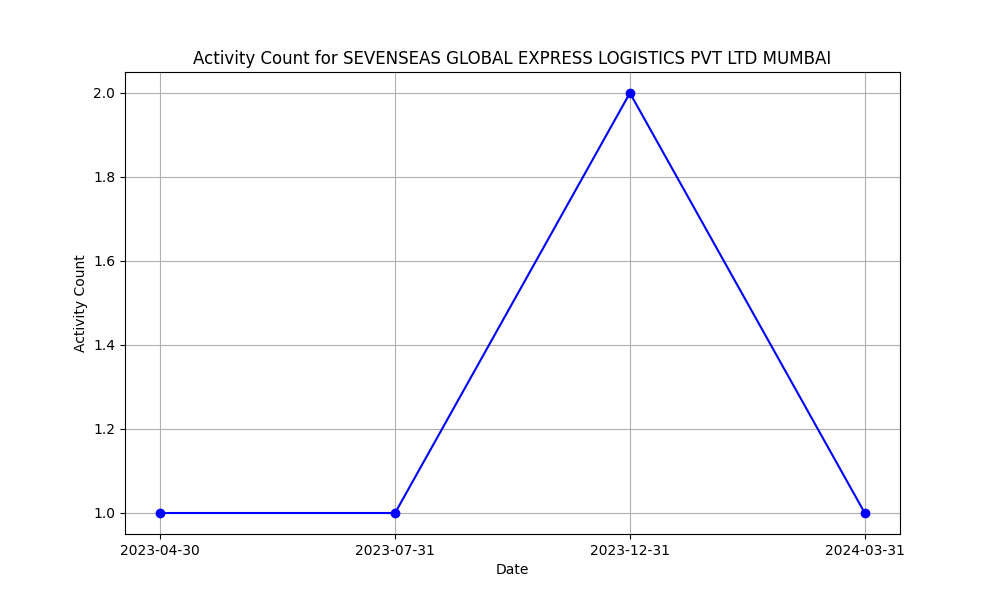 Activity Count for SEVENSEAS GLOBAL EXPRESS LOGISTICS PVT LTD MUMBAI
Activity Count
2.0
1.8
1.6
1.4
1.2
1.0
2023-04-30 2023-07-31 2023-12-31 2024-03-31
Date